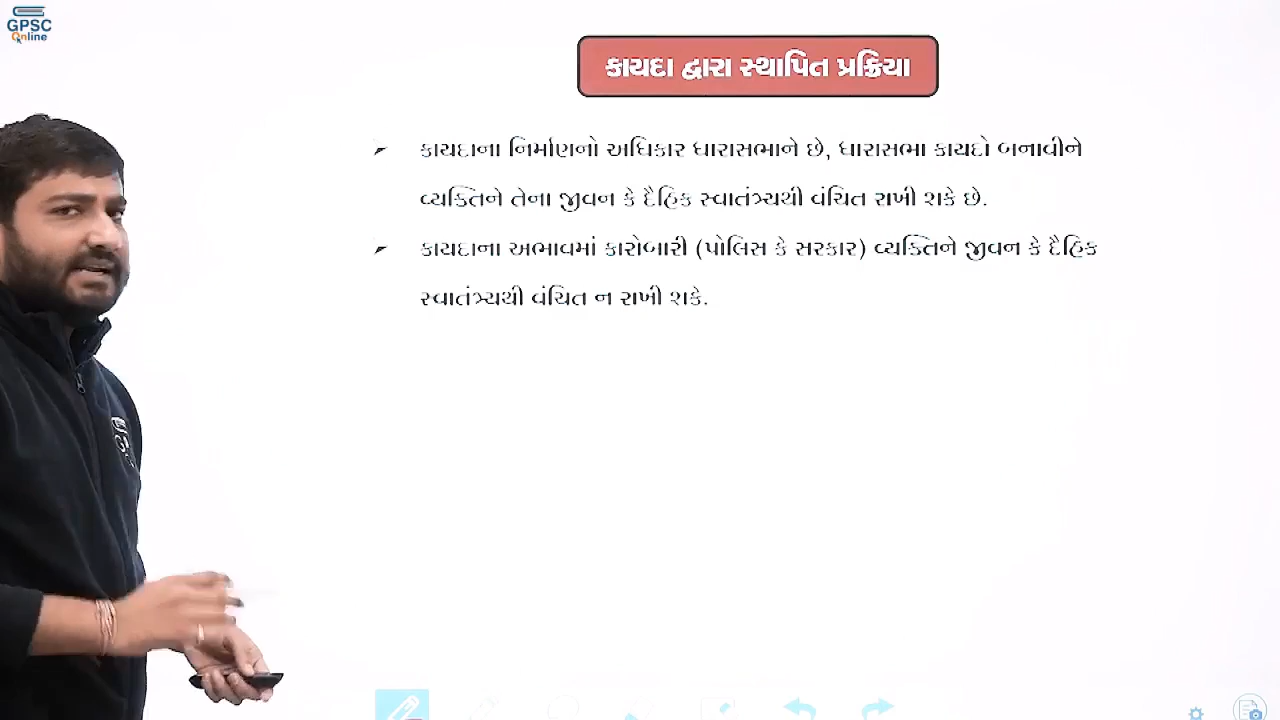 GPSC
Online
કાયદા દ્વારા સ્થાપિત પ્રક્રિયા
➤ કાયદાના નિર્માણનો અધિકાર ધારાસભાને છે, ધારાસભા કાયદો બનાવીને
વ્યક્તિને તેના જીવન કે દૈહિક સ્વાતંત્ર્યથી વંચિત રાખી શકે છે.
➤ કાયદાના અભાવમાં કારોબારી (પોલિસ કે સરકાર) વ્યક્તિને જીવન કે દૈહિક
સ્વાતંત્ર્યથી વંચિત ન રાખી શકે.